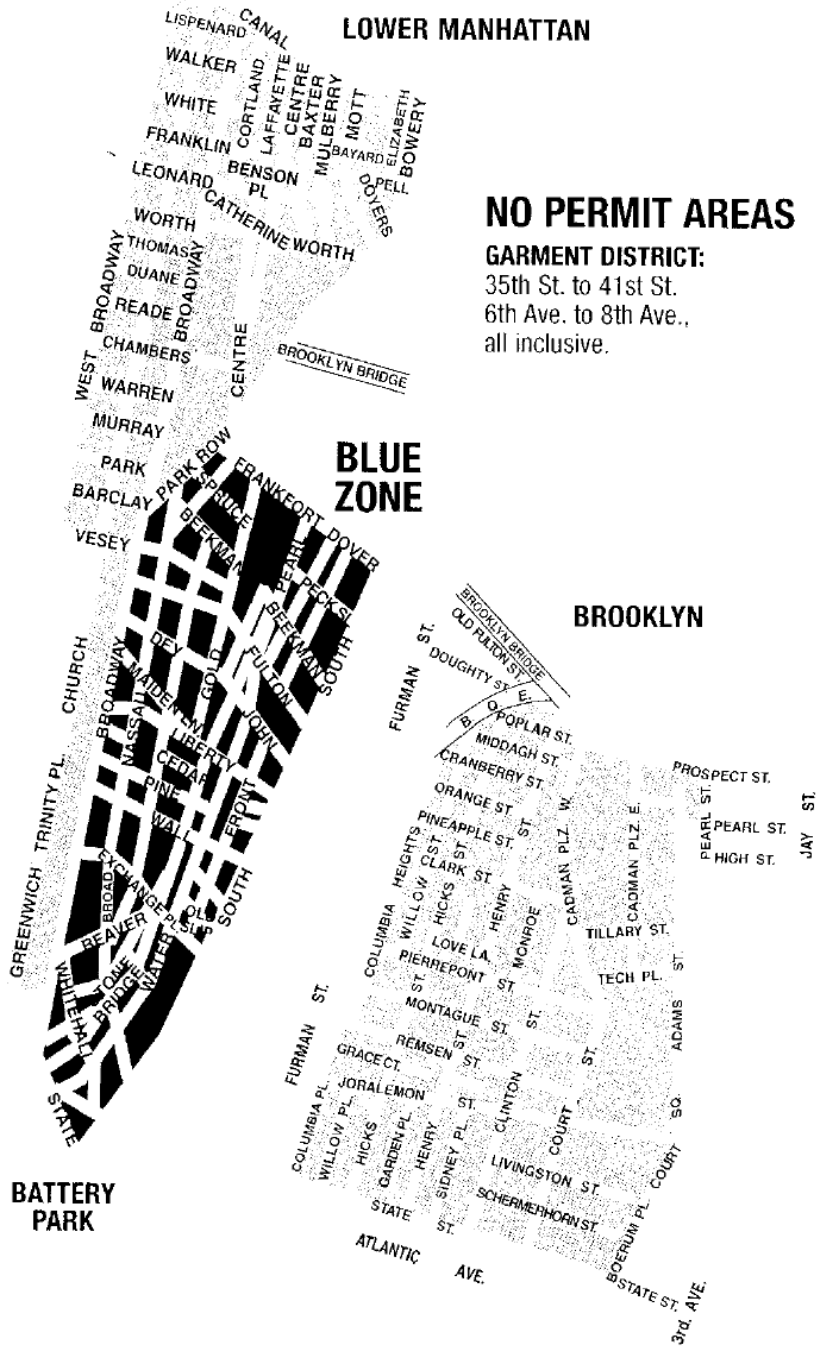 LOWER MANHATTAN
CANAL
LISPENARD
WALKER
WHITE
FRANKLIN
LEONARD
CORTLAND
LAFFAYETTE
CENTRE
BAXTER
MULBERRY
MOTT
BAYARD
ELIZABETH
BOWERY
PELL
DOYERS
BENSON
PL
CATHERINE
WORTH
WORTH
THOMAS
DUANE
READE
CHAMBERS
WARREN
MURRAY
PARK
BARCLAY
VESEY
WEST BROADWAY
BROADWAY
CENTRE
BROOKLYN BRIDGE
NO PERMIT AREAS
GARMENT DISTRICT:
35th St. to 41st St.
6th Ave. to 8th Ave.,
all inclusive.
BLUE
ZONE
PARK ROW
SPRUCE
BEEKMAN
FRANKFORT
DOVER
PEARL
PECK SL
BEEKMAN
SOUTH
FULTON
GOLD
DEY
JOHN
MAIDEN LN
LIBERTY
CEDAR
PINE
WALL
FRONT
CHURCH
BROADWAY
NASSAU
TRINITY PL.
GREENWICH
EXCHANGE PL.
BROAD
OLD
SLIP
SOUTH
BEAVER
WATER
STONE
BRIDGE
WHITEHALL
STATE
BATTERY
PARK
BROOKLYN
BROOKLYN BRIDGE
OLD FULTON ST.
DOUGHTY ST.
FURMAN ST.
B. Q. E.
POPLAR ST.
MIDDAGH ST.
CRANBERRY ST.
ORANGE ST.
PINEAPPLE ST.
CLARK ST.
LOVE LA.
PIERREPONT ST.
MONTAGUE ST.
REMSEN ST.
GRACE CT.
JORALEMON ST.
COLUMBIA HEIGHTS
WILLOW ST
HICKS ST
HENRY ST
MONROE
CADMAN PLZ. W.
CADMAN PLZ. E.
PROSPECT ST.
PEARL ST.
PEARL ST.
HIGH ST.
JAY ST.
TILLARY ST.
TECH PL.
ADAMS ST
FURMAN ST.
COLUMBIA PL.
WILLOW PL.
HICKS ST
GARDEN PL.
HENRY ST
SIDNEY PL.
CLINTON ST
COURT ST.
LIVINGSTON ST.
SCHERMERHORN ST.
COURT SQ.
BOERUM PL.
STATE ST.
STATE ST.
ATLANTIC AVE.
3rd. AVE.